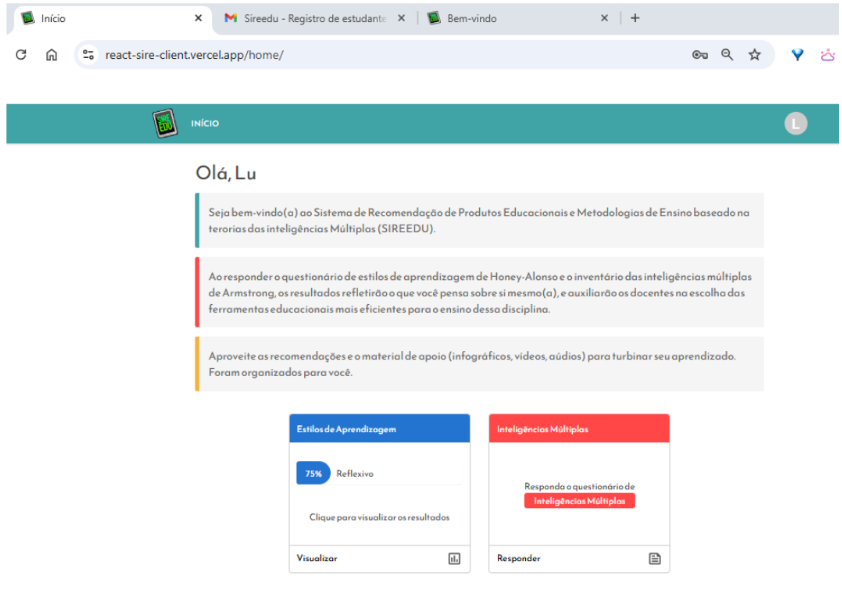 Início
Sireedu - Registro de estudante
Bem-vindo
react-sire-client.vercel.app/home/
EDU
INÍCIO
L
Olá, Lu
Seja bem-vindo(a) ao Sistema de Recomendação de Produtos Educacionais e Metodologias de Ensino baseado na
terorias das inteligências Múltiplas (SIREEDU).
Ao responder o questionário de estilos de aprendizagem de Honey-Alonso e o inventário das inteligências múltiplas
de Armstrong, os resultados refletirão o que você pensa sobre si mesmo(a), e auxiliarão os docentes na escolha das
ferramentas educacionais mais eficientes para o ensino dessa disciplina.
Aproveite as recomendações e o material de apoio (infográficos, vídeos, aúdios) para turbinar seu aprendizado.
Foram organizados para você.
Estilos de Aprendizagem
75% Reflexivo
Clique para visualizar os resultados
Visualizar
Inteligências Múltiplas
Responda o questionário de
Inteligências Múltiplas
Responder